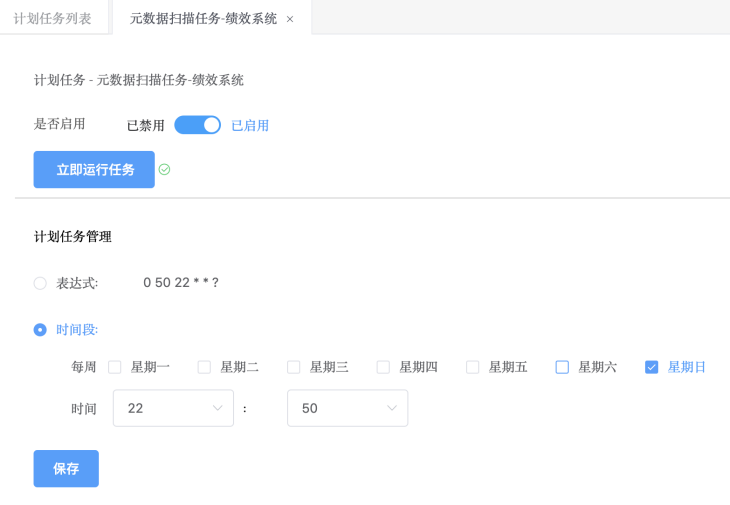 计划任务列表 元数据扫描任务-绩效系统 ×
计划任务 - 元数据扫描任务-绩效系统
是否启用 已禁用 已启用
立即运行任务
计划任务管理
表达式: 0 50 22 * * ?
时间段:
每周 星期一 星期二 星期三 星期四 星期五 星期六 星期日
时间 22 : 50
保存